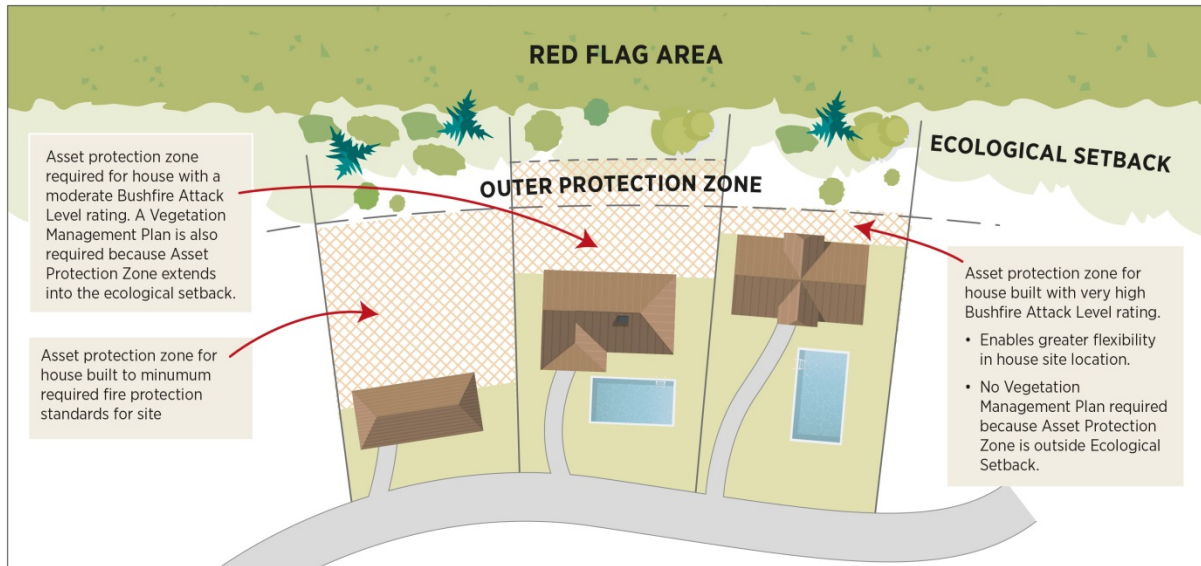 RED FLAG AREA
ECOLOGICAL SETBACK
OUTER PROTECTION ZONE
Asset protection zone
required for house with a
moderate Bushfire Attack
Level rating. A Vegetation
Management Plan is also
required because Asset
Protection Zone extends
into the ecological setback.
Asset protection zone for
house built to minumum
required fire protection
standards for site
Asset protection zone for
house built with very high
Bushfire Attack Level rating.
• Enables greater flexibility
in house site location.
• No Vegetation
Management Plan required
because Asset Protection
Zone is outside Ecological
Setback.